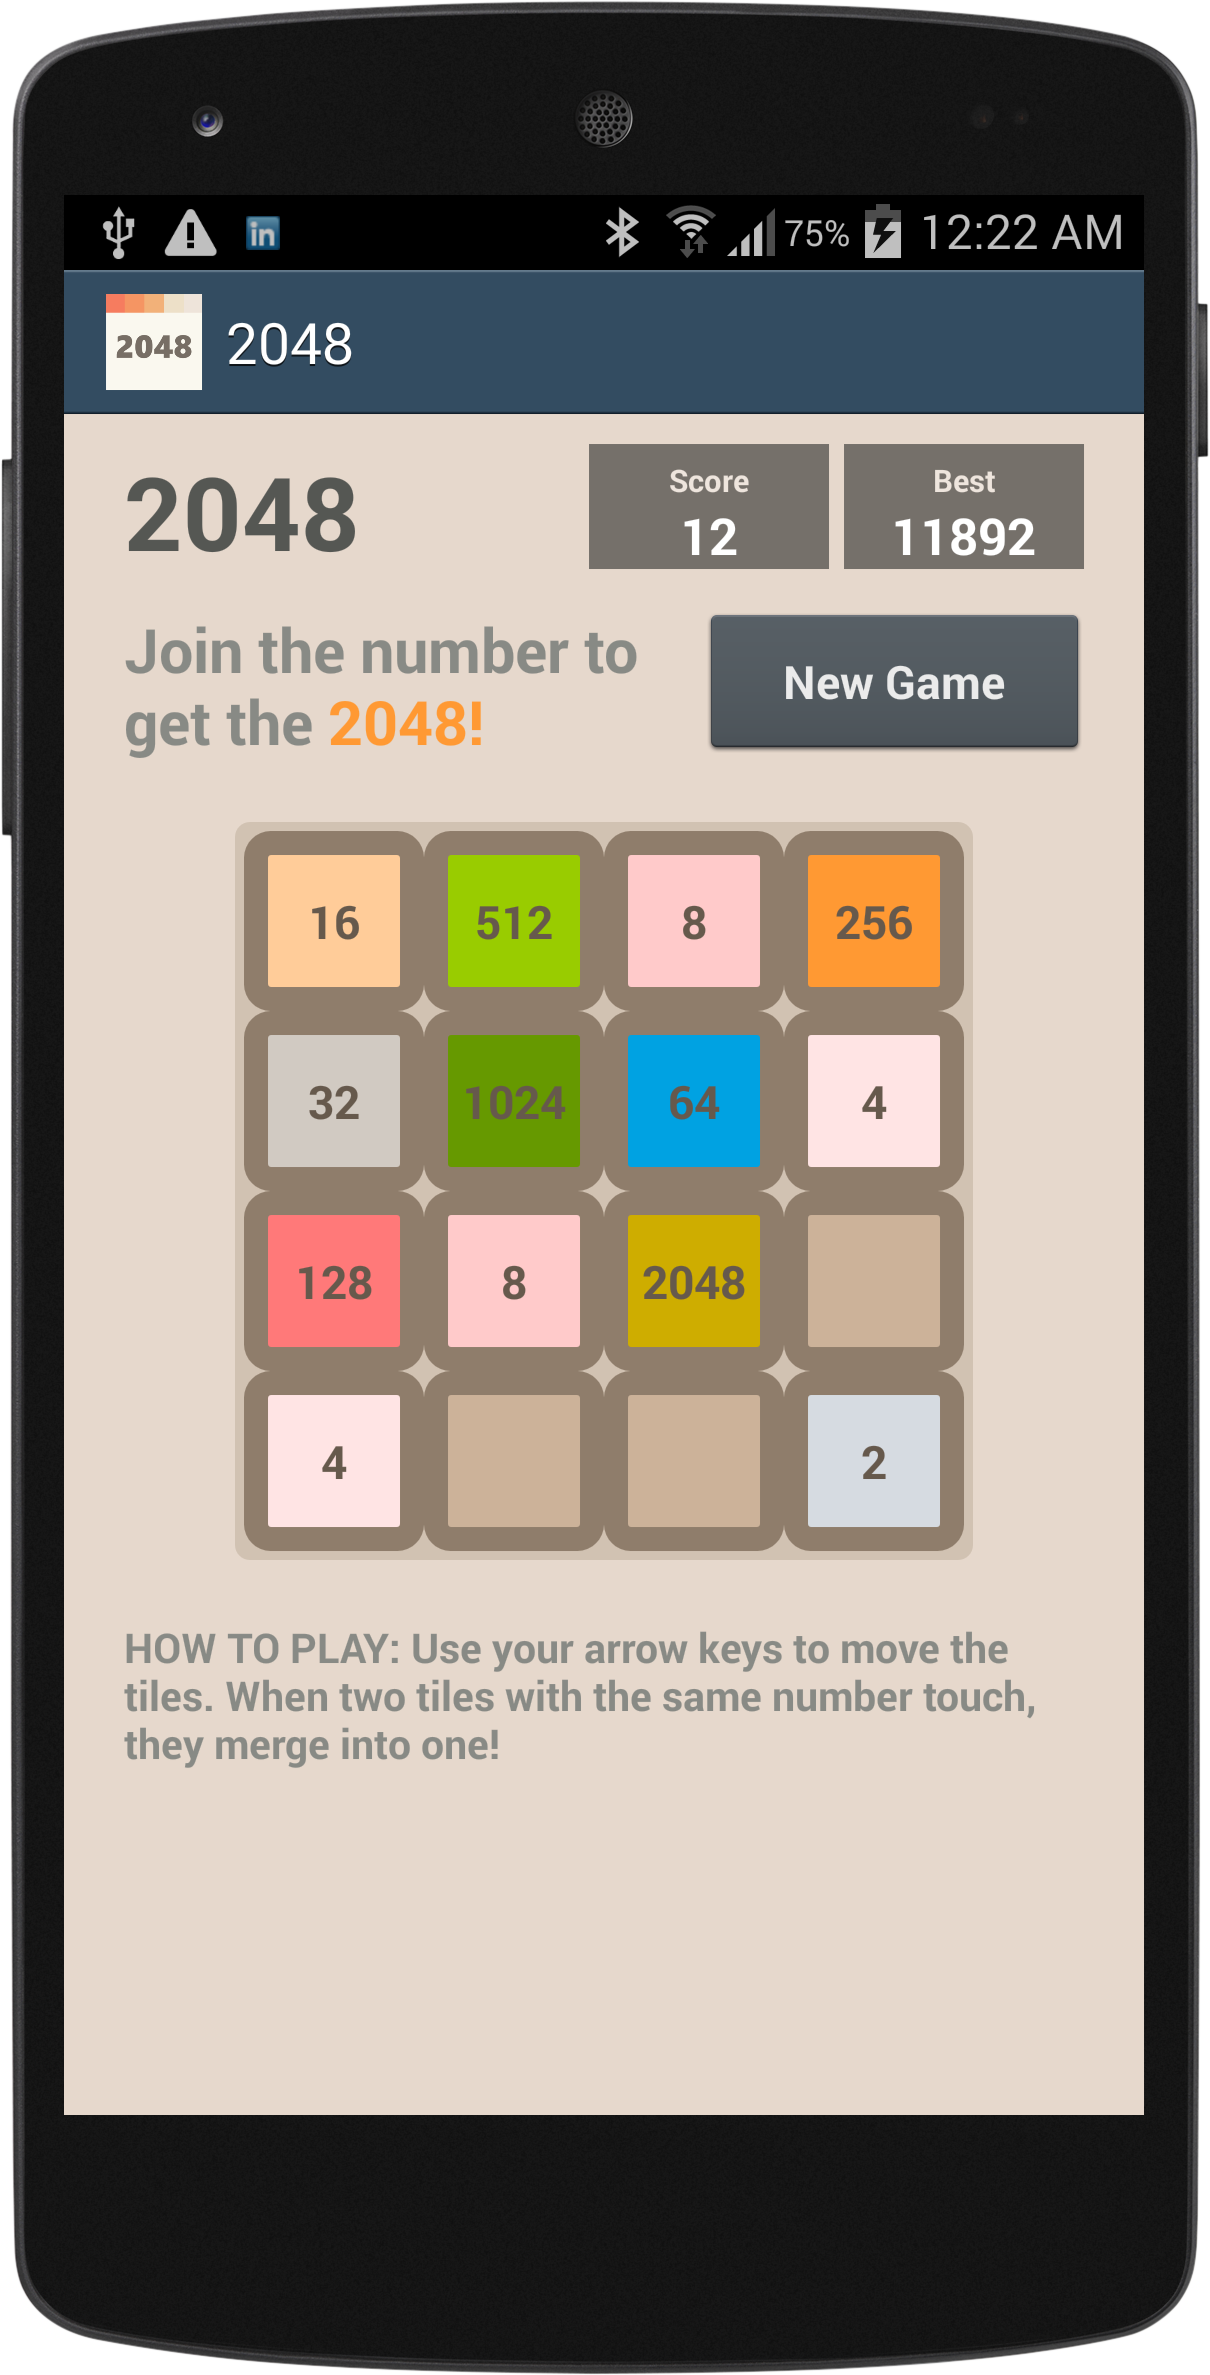 75% 12:22 AM
2048 2048
2048
Score
12
Best
11892
Join the number to
get the 2048!
New Game
16 512 8 256
32 1024 64 4
128 8 2048
4 2
HOW TO PLAY: Use your arrow keys to move the
tiles. When two tiles with the same number touch,
they merge into one!